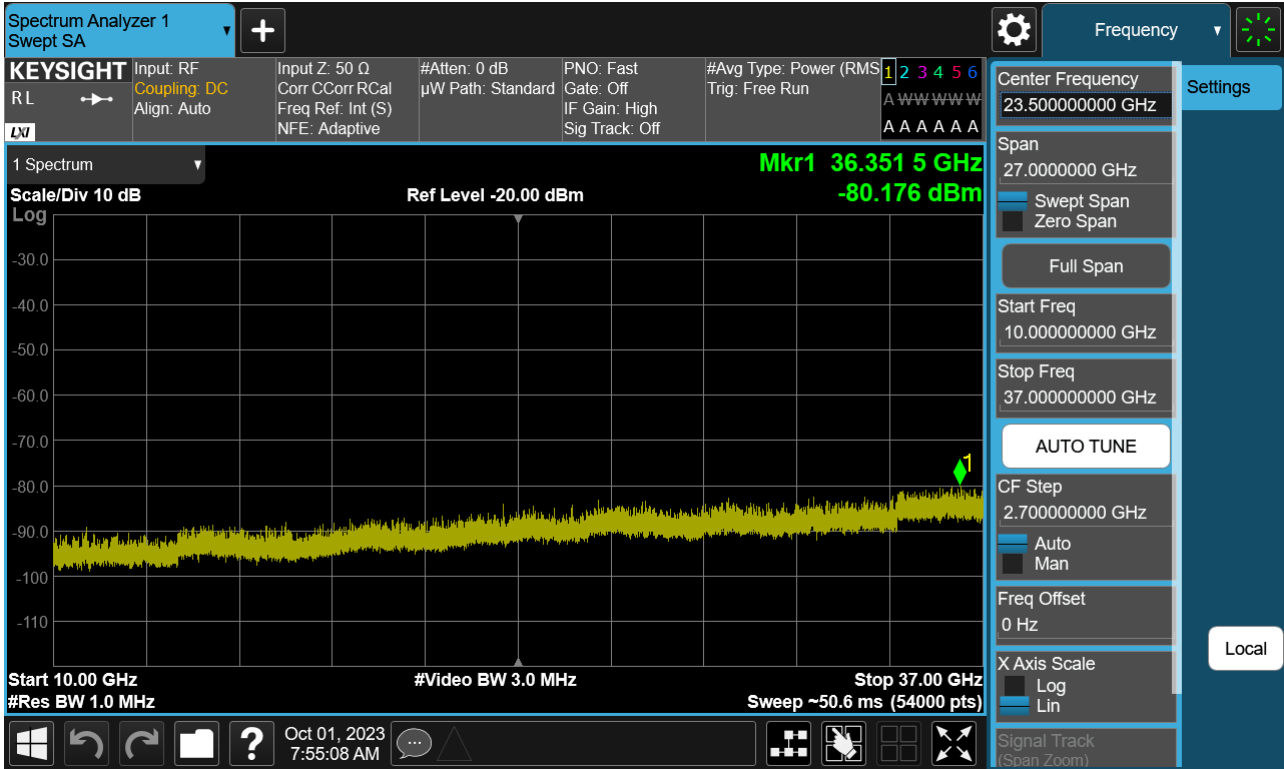 Spectrum Analyzer 1
Swept SA
Frequency
KEYSIGHT
R L
LXI
Input: RF
Coupling: DC
Align: Auto
Input Z: 50 Ω
Corr CCorr RCal
Freq Ref: Int (S)
NFE: Adaptive
#Atten: 0 dB
µW Path: Standard
PNO: Fast
Gate: Off
IF Gain: High
Sig Track: Off
#Avg Type: Power (RMS
Trig: Free Run
1 2 3 4 5 6
A W W W W W
A A A A A A
1 Spectrum
Mkr1 36.351 5 GHz
-80.176 dBm
Scale/Div 10 dB
Ref Level -20.00 dBm
Log
-30.0
-40.0
-50.0
-60.0
-70.0
-80.0
-90.0
-100
-110
1
Start 10.00 GHz
#Video BW 3.0 MHz
Stop 37.00 GHz
#Res BW 1.0 MHz
Sweep ~50.6 ms (54000 pts)
Center Frequency
23.500000000 GHz
Span
27.0000000 GHz
Swept Span
Zero Span
Full Span
Start Freq
10.000000000 GHz
Stop Freq
37.000000000 GHz
AUTO TUNE
CF Step
2.700000000 GHz
Auto
Man
Freq Offset
0 Hz
X Axis Scale
Log
Lin
Signal Track
(Span Zoom)
Settings
Local
?
Oct 01, 2023
7:55:08 AM